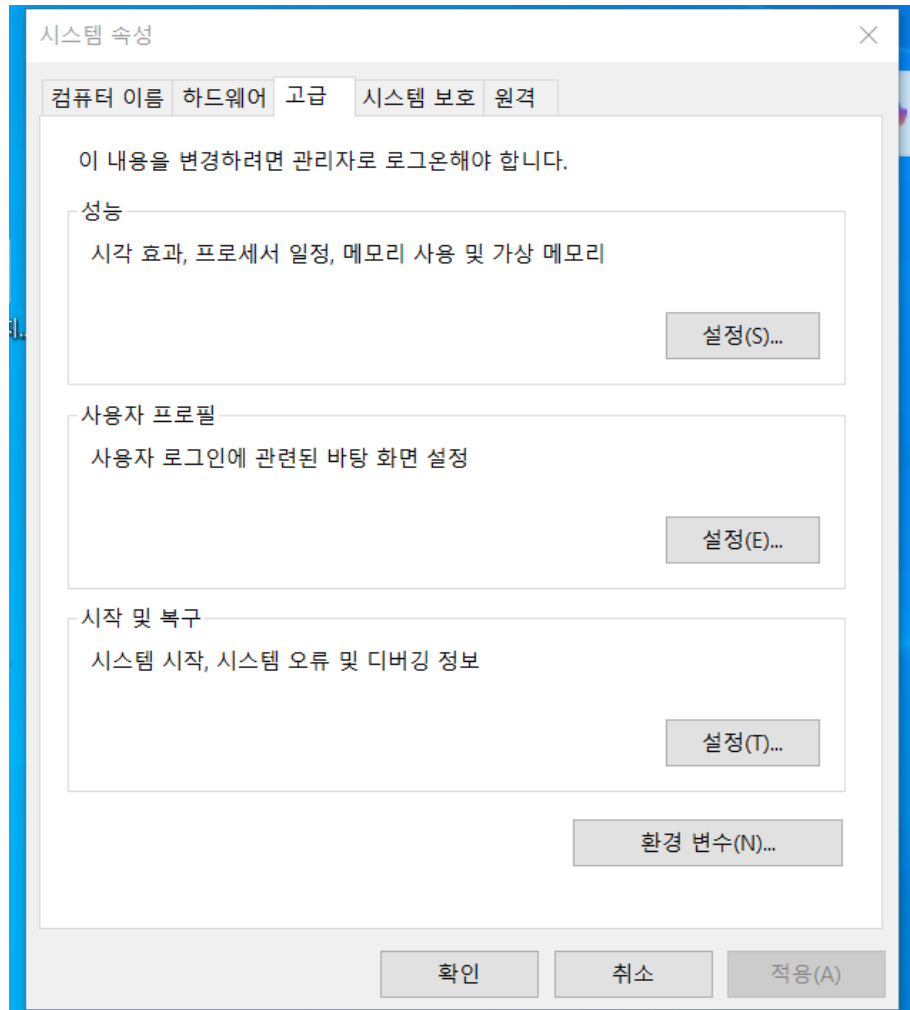 시스템 속성
컴퓨터 이름 하드웨어 고급 시스템 보호 원격
이 내용을 변경하려면 관리자로 로그온해야 합니다.
성능
시각 효과, 프로세서 일정, 메모리 사용 및 가상 메모리
설정(S)...
사용자 프로필
사용자 로그인에 관련된 바탕 화면 설정
설정(E)...
시작 및 복구
시스템 시작, 시스템 오류 및 디버깅 정보
설정(T)...
환경 변수(N)...
확인 취소 적용(A)